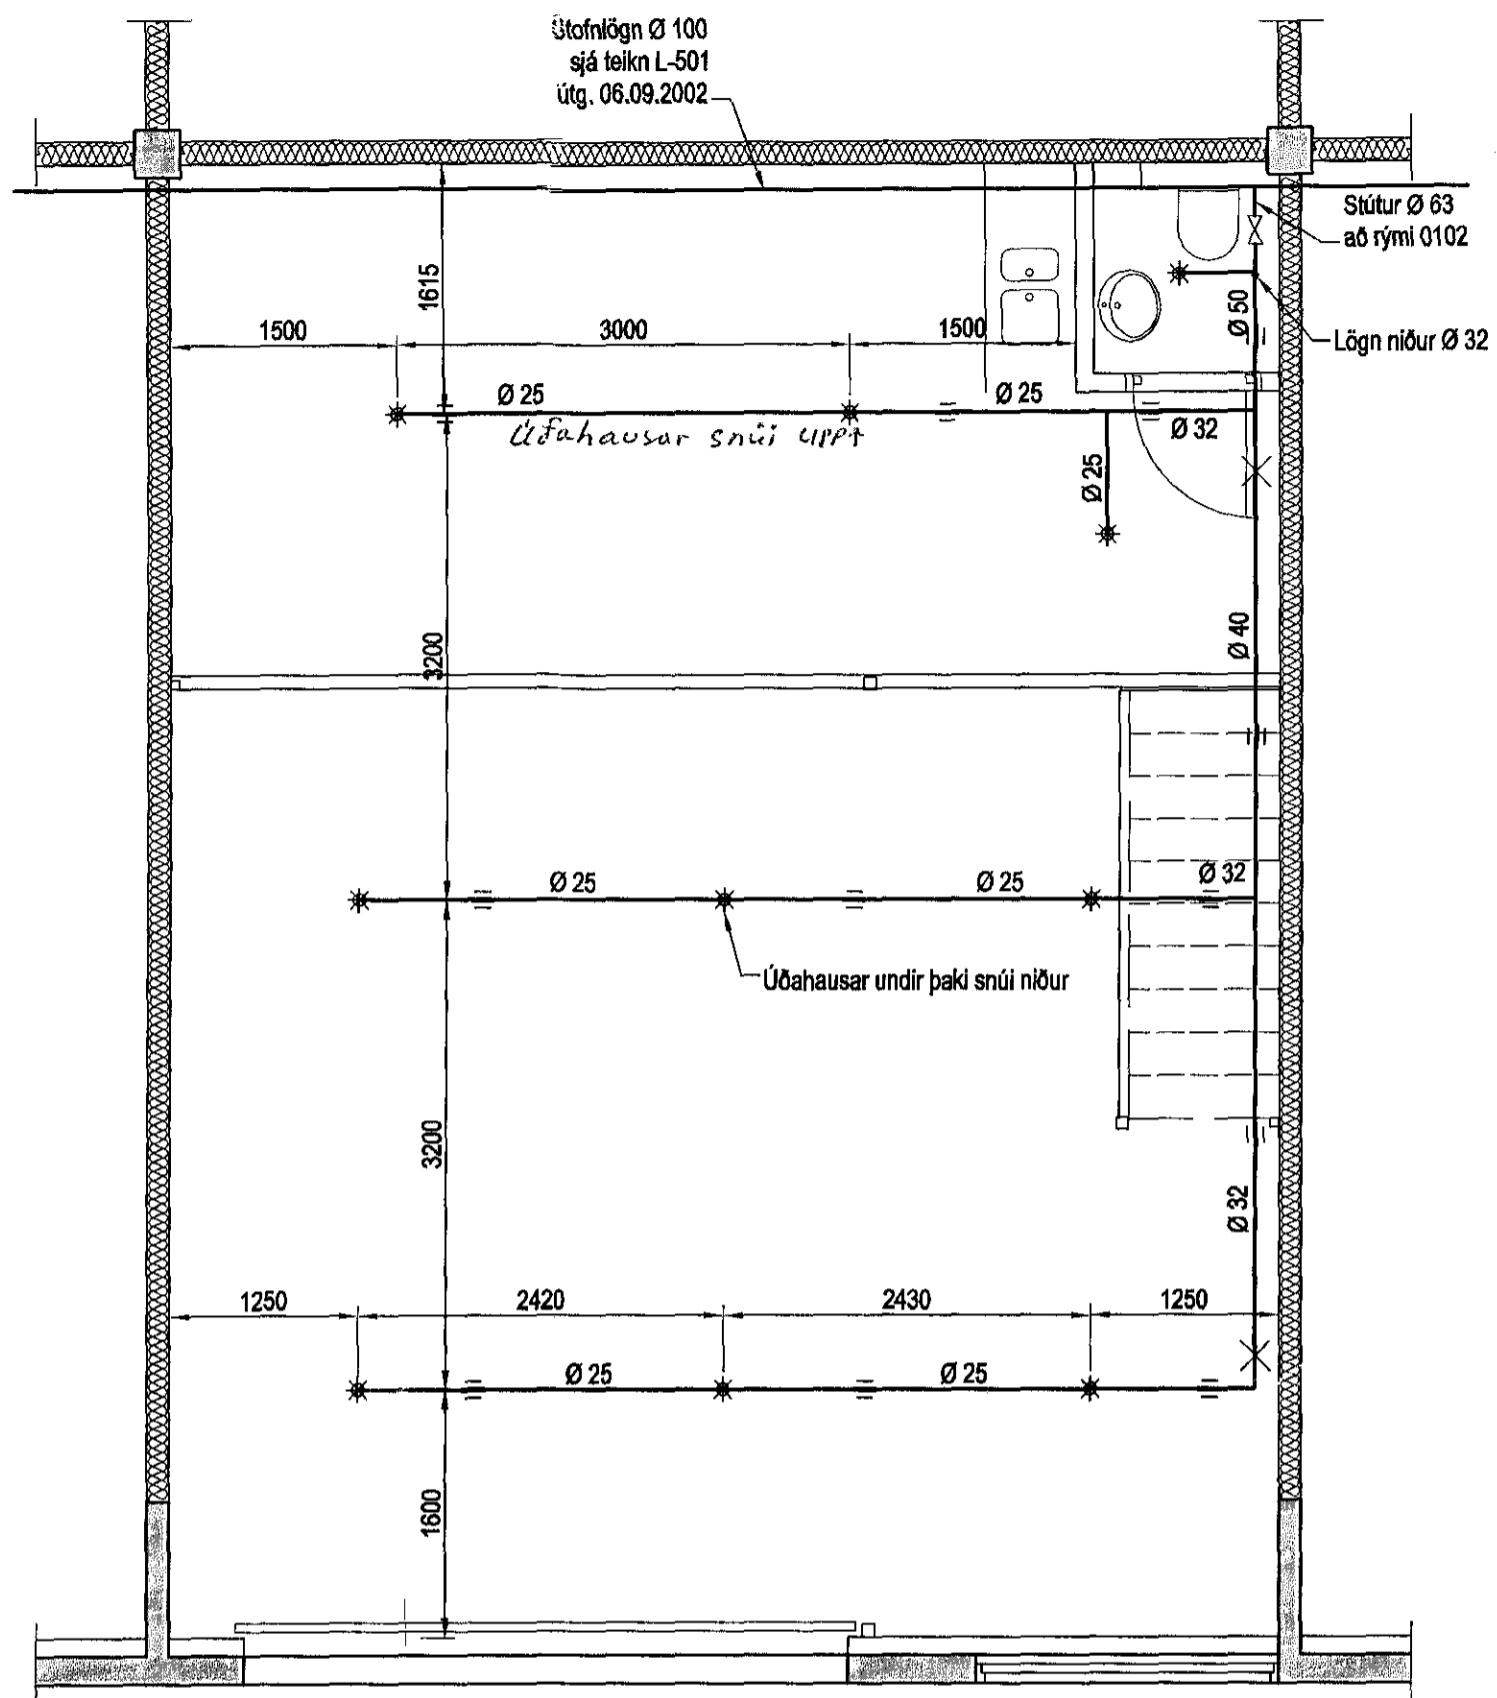 Stofnlögn Ø 100
sjá teikn L-501
útg. 06.09.2002
Stútur Ø 63
að rými 0102
1615
Ø 50
1500
3000
1500
Lögn niður Ø 32
Ø 25
Ø 25
Ø 32
Úðahausar snúi upp↑
Ø 25
Ø 40
3200
Ø 25
Ø 25
Ø 32
Úðahausar undir þaki snúi niður
3200
Ø 32
1250
2420
2430
1250
Ø 25
Ø 25
1600